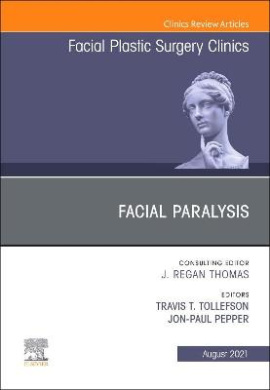 Clinics Review Articles
Facial Plastic Surgery Clinics
FACIAL PARALYSIS
CONSULTING EDITOR
J. REGAN THOMAS
EDITORS
TRAVIS T. TOLLEFSON
JON-PAUL PEPPER
ELSEVIER
August 2021